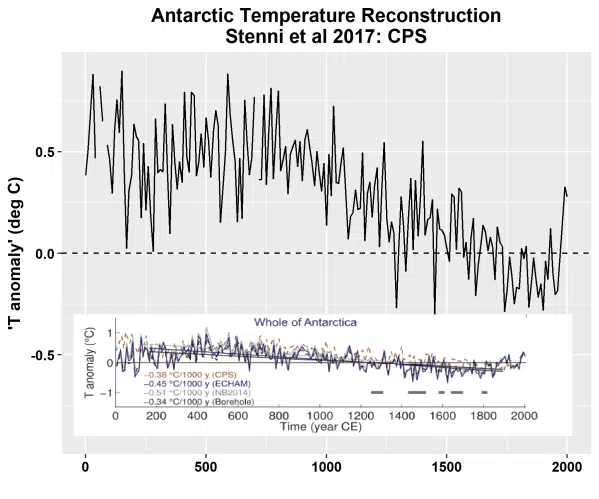 Antarctic Temperature Reconstruction
Stenni et al 2017: CPS
'T anomaly' (deg C)
0.5
0.0
-0.5
Whole of Antarctica
T anomaly (°C)
1
0
−1
−0.38 °C/1000 y (CPS)
−0.45 °C/1000 y (ECHAM)
−0.51 °C/1000 y (NB2014)
−0.34 °C/1000 y (Borehole)
0 200 400 600 800 1000 1200 1400 1600 1800 2000
Time (year CE)
0 500 1000 1500 2000